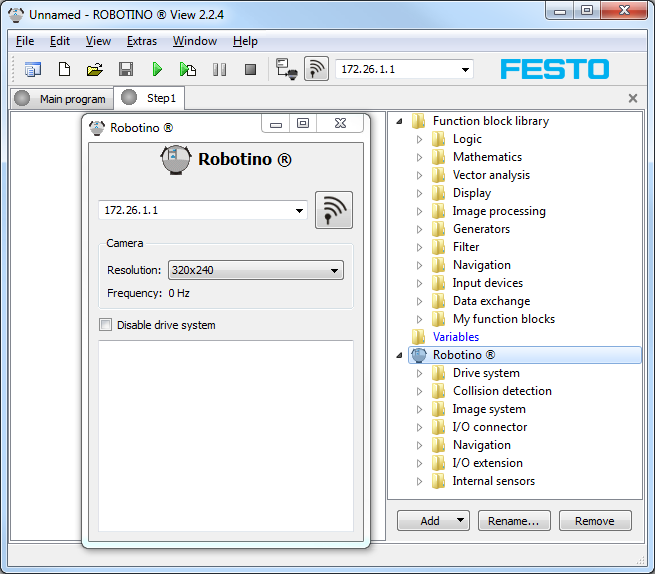 Unnamed - ROBOTINO ® View 2.2.4
File Edit View Extras Window Help
172.26.1.1
FESTO
Main program
Step1
Robotino ®
Robotino ®
172.26.1.1
Camera
Resolution: 320x240
Frequency: 0 Hz
Disable drive system
Function block library
Logic
Mathematics
Vector analysis
Display
Image processing
Generators
Filter
Navigation
Input devices
Data exchange
My function blocks
Variables
Robotino ®
Drive system
Collision detection
Image system
I/O connector
Navigation
I/O extension
Internal sensors
Add Rename... Remove